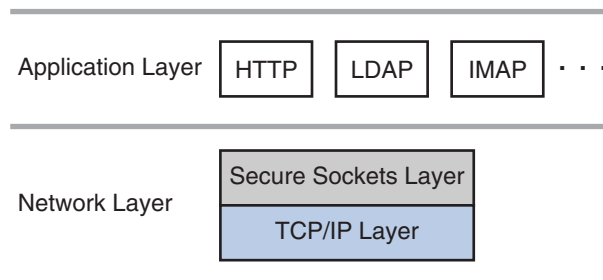 Application Layer HTTP LDAP IMAP . . .
Secure Sockets Layer
Network Layer
TCP/IP Layer